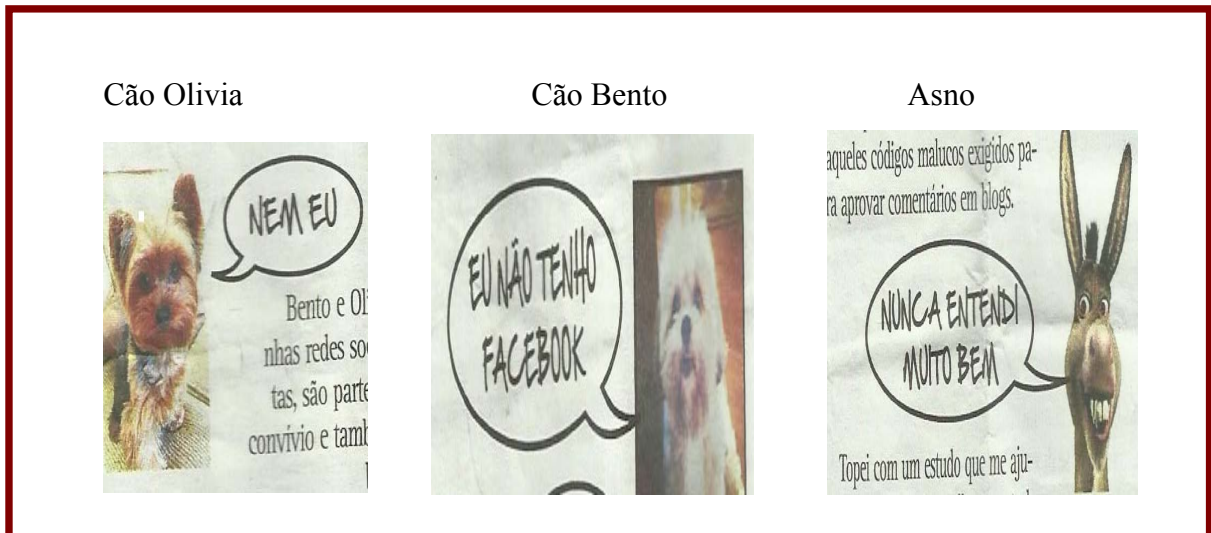 Cão Olivia
Cão Bento
Asno
NEM EU
Bento e Ol
nhas redes so
tas, são parte
convívio e tamb
EU NÃO TENHO
FACEBOOK
aqueles códigos malucos exigidos pa-
ra aprovar comentários em blogs.
NUNCA ENTENDI
MUITO BEM
Topei com um estudo que me aju-